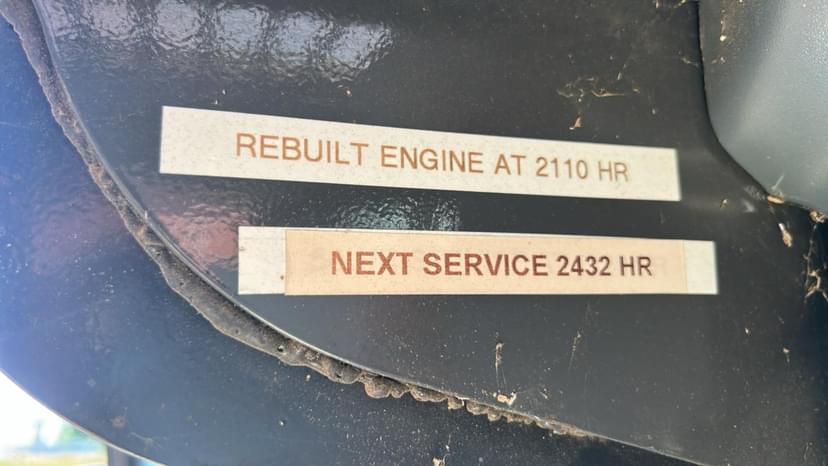 REBUILT ENGINE AT 2110 HR
NEXT SERVICE 2432 HR